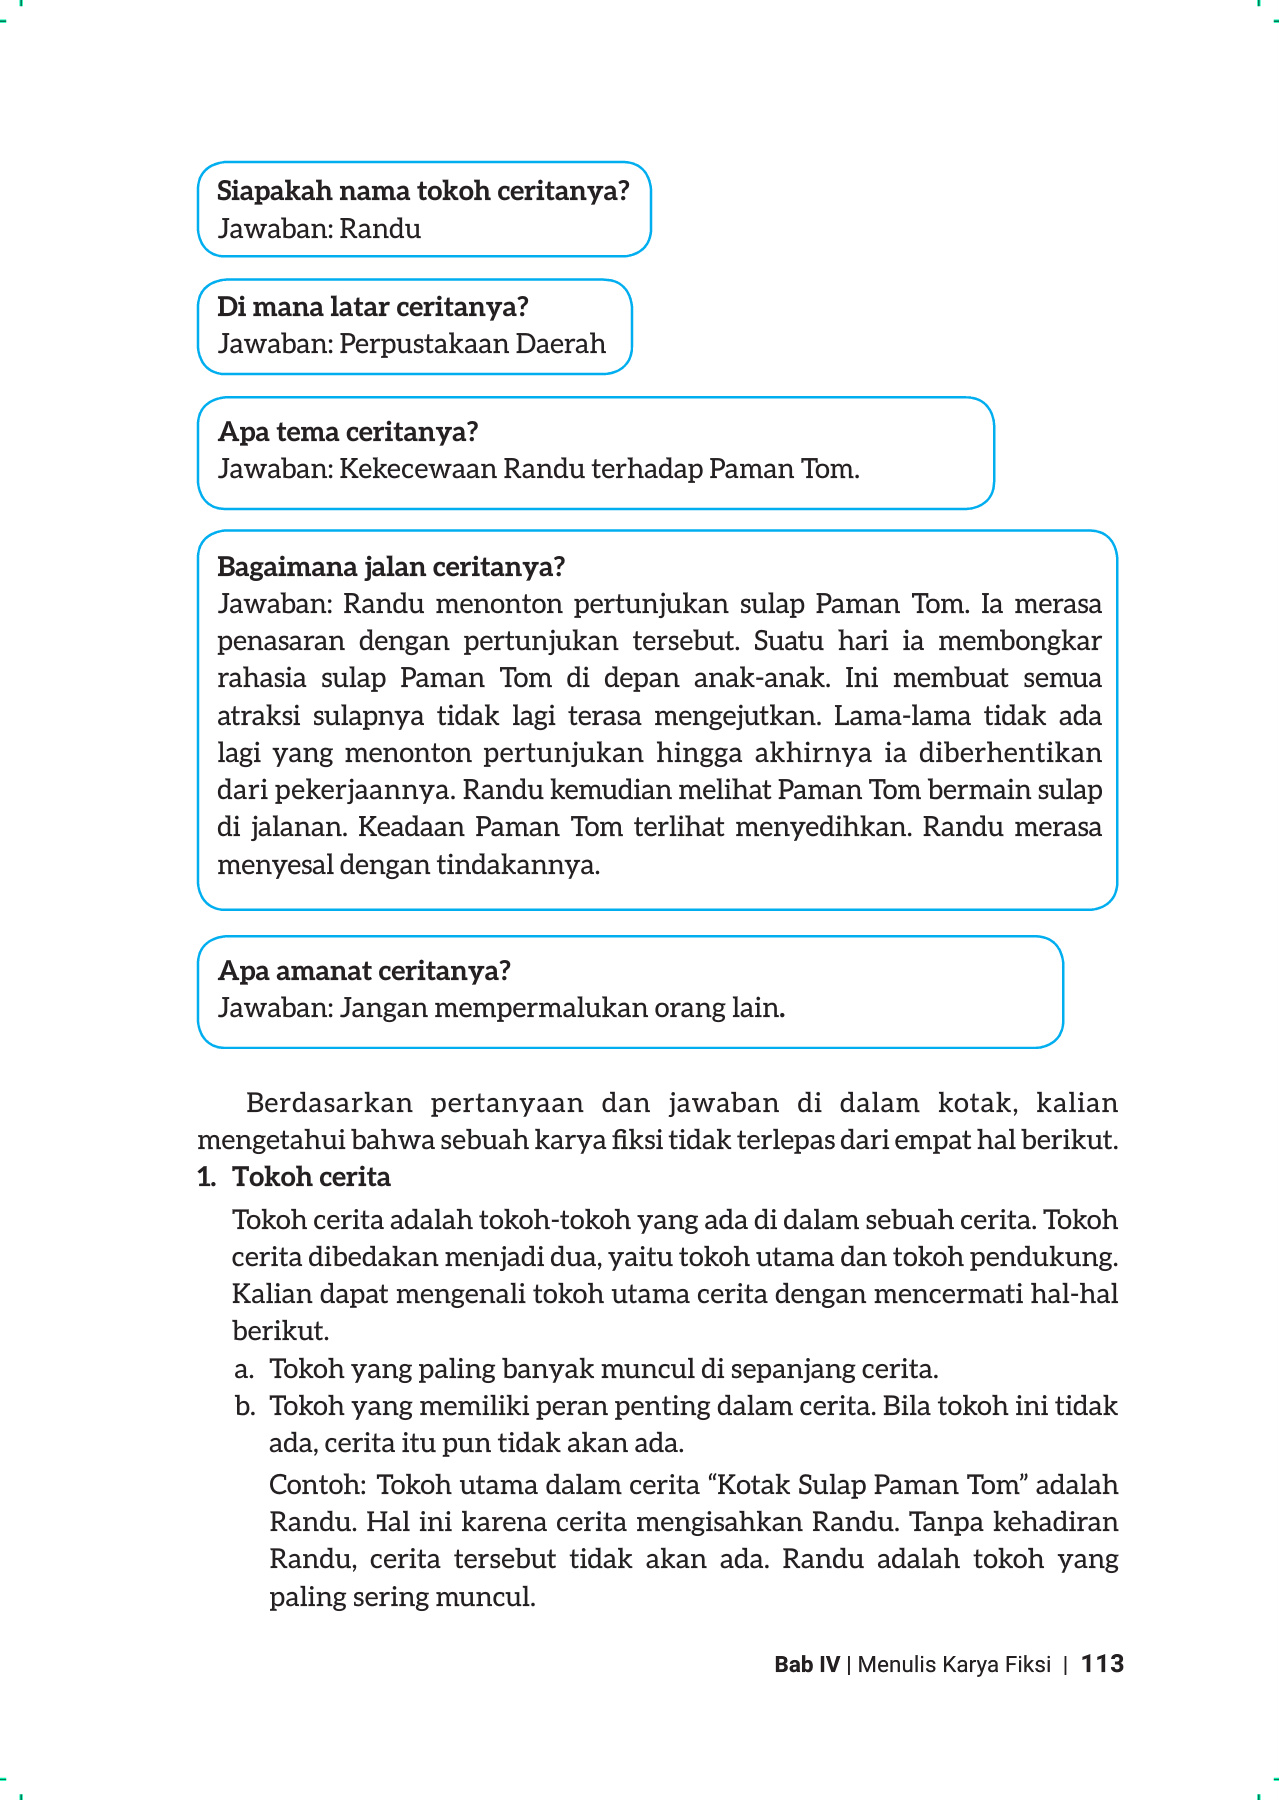 Siapakah nama tokoh ceritanya?
Jawaban: Randu
Di mana latar ceritanya?
Jawaban: Perpustakaan Daerah
Apa tema ceritanya?
Jawaban: Kekecewaan Randu terhadap Paman Tom.
Bagaimana jalan ceritanya?
Jawaban: Randu menonton pertunjukan sulap Paman Tom. Ia merasa
penasaran dengan pertunjukan tersebut. Suatu hari ia membongkar
rahasia sulap Paman Tom di depan anak-anak. Ini membuat semua
atraksi sulapnya tidak lagi terasa mengejutkan. Lama-lama tidak ada
lagi yang menonton pertunjukan hingga akhirnya ia diberhentikan
dari pekerjaannya. Randu kemudian melihat Paman Tom bermain sulap
di jalanan. Keadaan Paman Tom terlihat menyedihkan. Randu merasa
menyesal dengan tindakannya.
Apa amanat ceritanya?
Jawaban: Jangan mempermalukan orang lain.
Berdasarkan pertanyaan dan jawaban di dalam kotak, kalian
mengetahui bahwa sebuah karya fiksi tidak terlepas dari empat hal berikut.
1. Tokoh cerita
Tokoh cerita adalah tokoh-tokoh yang ada di dalam sebuah cerita. Tokoh
cerita dibedakan menjadi dua, yaitu tokoh utama dan tokoh pendukung.
Kalian dapat mengenali tokoh utama cerita dengan mencermati hal-hal
berikut.
a. Tokoh yang paling banyak muncul di sepanjang cerita.
b. Tokoh yang memiliki peran penting dalam cerita. Bila tokoh ini tidak
ada, cerita itu pun tidak akan ada.
Contoh: Tokoh utama dalam cerita “Kotak Sulap Paman Tom” adalah
Randu. Hal ini karena cerita mengisahkan Randu. Tanpa kehadiran
Randu, cerita tersebut tidak akan ada. Randu adalah tokoh yang
paling sering muncul.
Bab IV | Menulis Karya Fiksi | 113